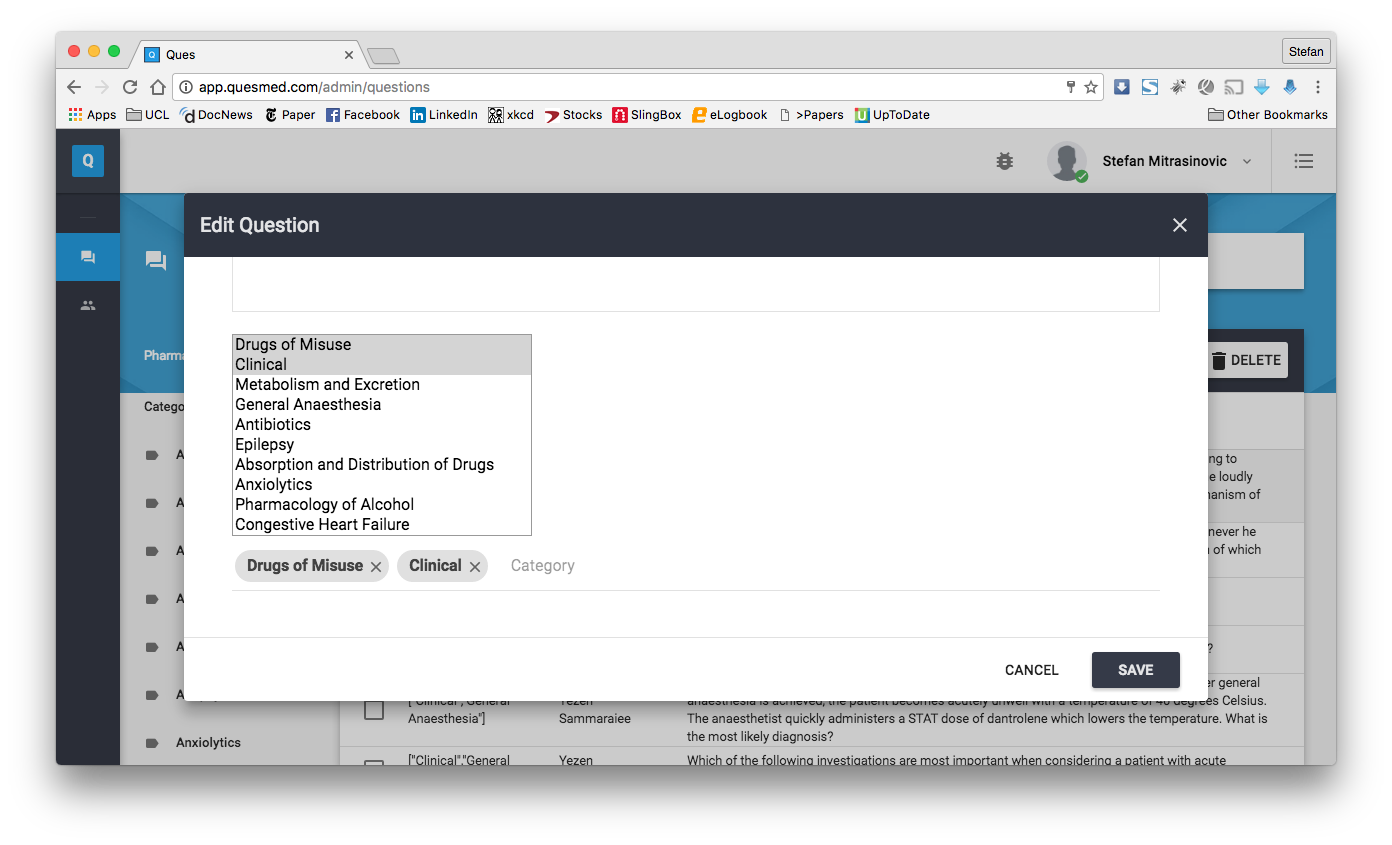 Ques
Stefan
app.quesmed.com/admin/questions
Apps UCL DocNews Paper Facebook LinkedIn xkcd Stocks SlingBox eLogbook >Papers UpToDate Other Bookmarks
Q
Stefan Mitrasinovic
Edit Question
Drugs of Misuse
Clinical
Metabolism and Excretion
General Anaesthesia
Antibiotics
Epilepsy
Absorption and Distribution of Drugs
Anxiolytics
Pharmacology of Alcohol
Congestive Heart Failure
Drugs of Misuse Clinical Category
CANCEL SAVE
DELETE
ng to
e loudly
anism of
never he
of which
?
er general
["Clinical","General Yezen anaesthesia is achieved, the patient becomes acutely unwell with a temperature of 40 degrees Celsius.
Anaesthesia"] Sammaraiee The anaesthetist quickly administers a STAT dose of dantrolene which lowers the temperature. What is
the most likely diagnosis?
Anxiolytics
["Clinical","General Yezen Which of the following investigations are most important when considering a patient with acute